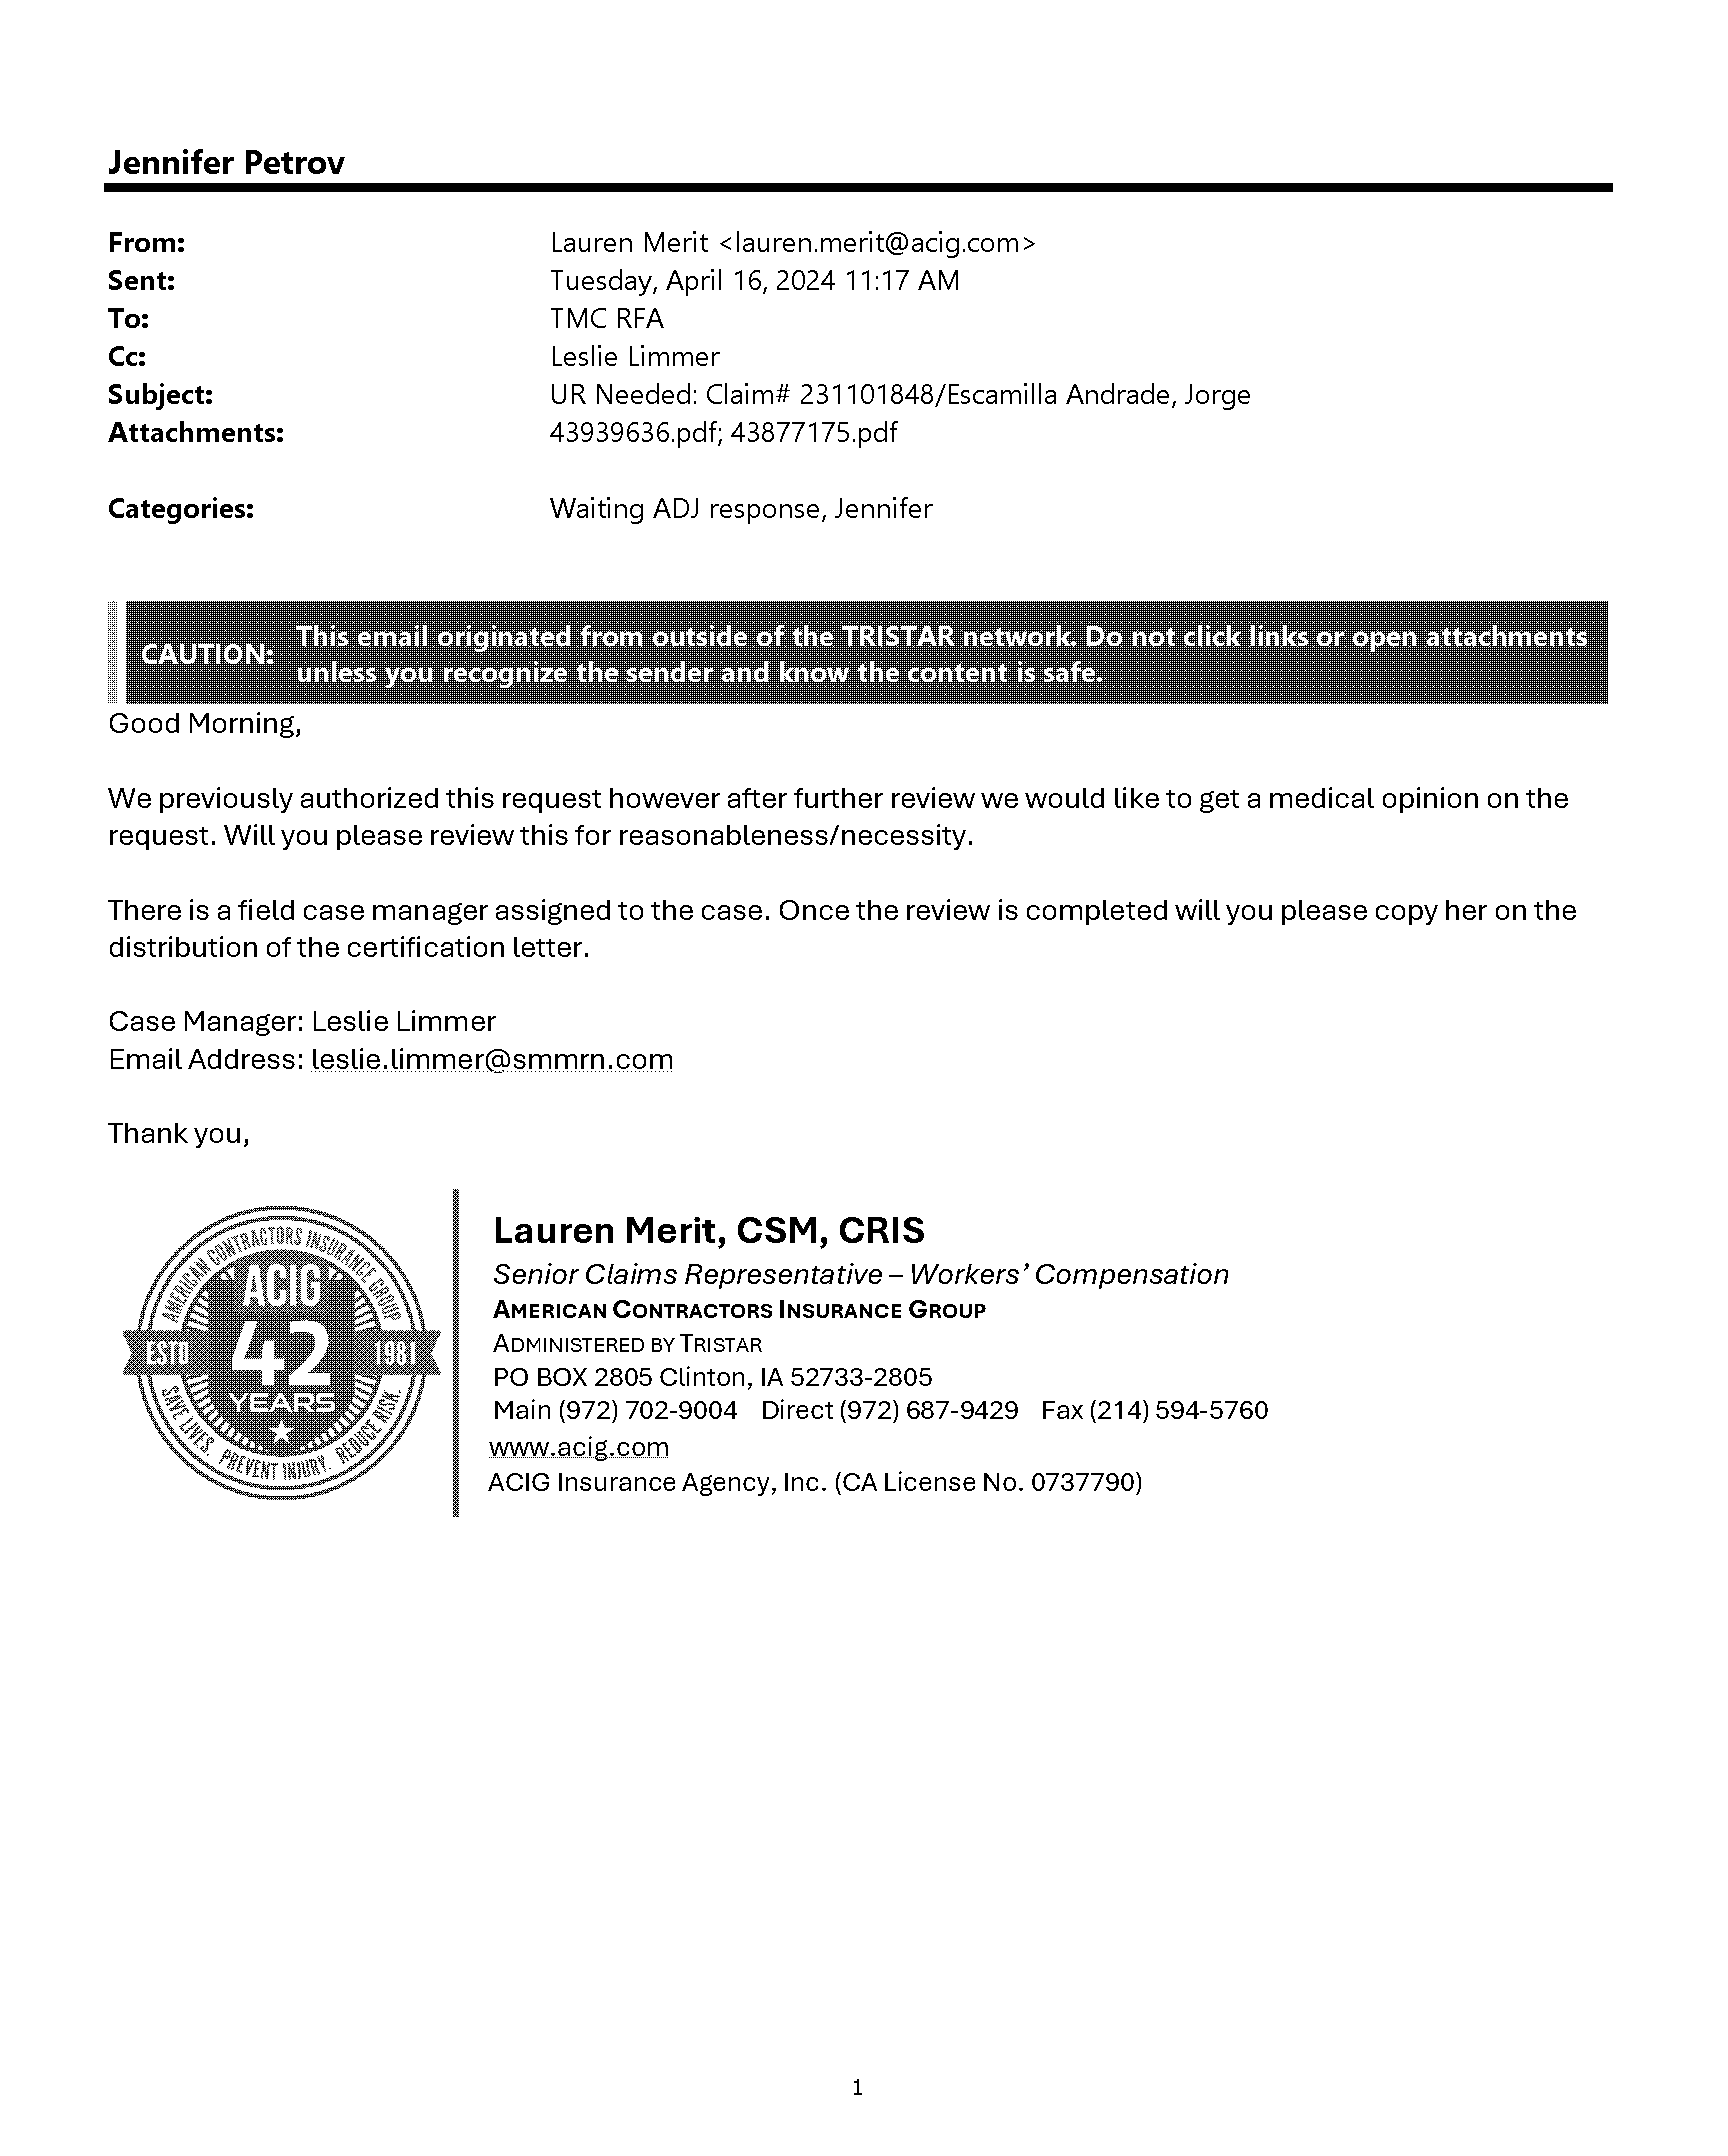 Jennifer Petrov
From: Lauren Merit <lauren.merit@acig.com>
Sent: Tuesday, April 16, 2024 11:17 AM
To: TMC RFA
Cc: Leslie Limmer
Subject: UR Needed: Claim# 231101848/Escamilla Andrade, Jorge
Attachments: 43939636.pdf; 43877175.pdf
Categories: Waiting ADJ response, Jennifer
CAUTION: This email originated from outside of the TRISTAR network. Do not click links or open attachments
unless you recognize the sender and know the content is safe.
Good Morning,
We previously authorized this request however after further review we would like to get a medical opinion on the
request. Will you please review this for reasonableness/necessity.
There is a field case manager assigned to the case. Once the review is completed will you please copy her on the
distribution of the certification letter.
Case Manager: Leslie Limmer
Email Address: leslie.limmer@smmrn.com
Thank you,
AMERICAN CONTRACTORS INSURANCE GROUP
ACIG
ESTD 42 1981
YEARS
SAVE LIVES. PREVENT INJURY. REDUCE RISK.
Lauren Merit, CSM, CRIS
Senior Claims Representative – Workers’ Compensation
AMERICAN CONTRACTORS INSURANCE GROUP
ADMINISTERED BY TRISTAR
PO BOX 2805 Clinton, IA 52733-2805
Main (972) 702-9004 Direct (972) 687-9429 Fax (214) 594-5760
www.acig.com
ACIG Insurance Agency, Inc. (CA License No. 0737790)
1